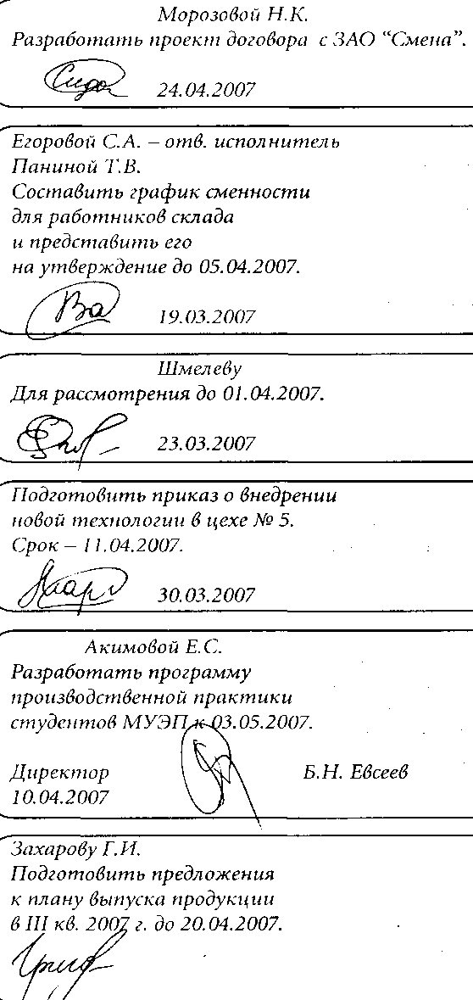 Морозовой Н.К.
Разработать проект договора с ЗАО “Смена”.
24.04.2007
Егоровой С.А. – отв. исполнитель
Паниной Т.В.
Составить график сменности
для работников склада
и представить его
на утверждение до 05.04.2007.
19.03.2007
Шмелеву
Для рассмотрения до 01.04.2007.
23.03.2007
Подготовить приказ о внедрении
новой технологии в цехе № 5.
Срок – 11.04.2007.
30.03.2007
Акимовой Е.С.
Разработать программу
производственной практики
студентов МУЭП к 03.05.2007.
Директор Б.Н. Евсеев
10.04.2007
Захарову Г.И.
Подготовить предложения
к плану выпуска продукции
в III кв. 2007 г. до 20.04.2007.